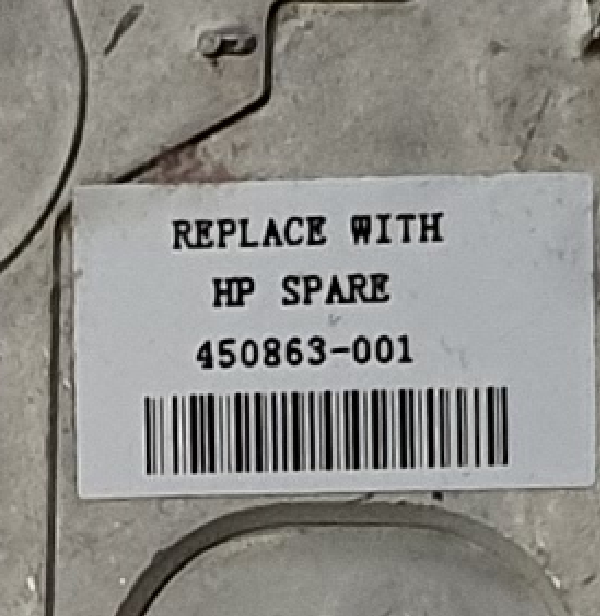 REPLACE WITH
HP SPARE
450863-001